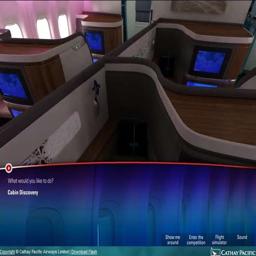 What would you like to do?
Cabin Discovery
Show me around
Enter the competition
Flight simulator
Sound
Copyright © Cathay Pacific Airways Limited | Download Flash
CATHAY PACIFIC